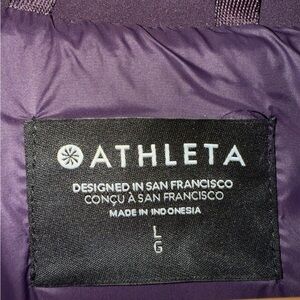 ATHLETA
DESIGNED IN SAN FRANCISCO
CONÇU À SAN FRANCISCO
MADE IN INDONESIA
L
G